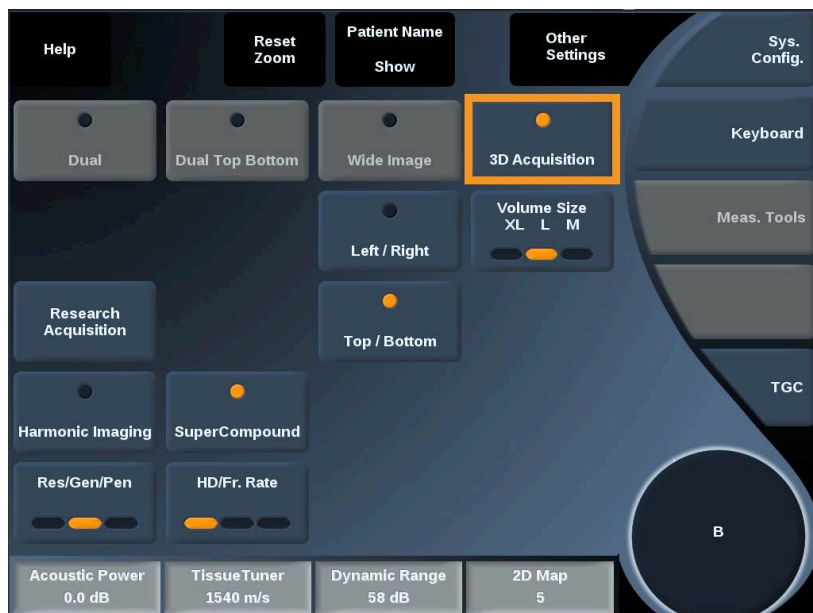 Help
Reset
Zoom
Patient Name
Show
Other
Settings
Sys.
Config.
Dual
Dual Top Bottom
Wide Image
3D Acquisition
Keyboard
Left / Right
Volume Size
XL L M
Meas. Tools
Research
Acquisition
Top / Bottom
Harmonic Imaging
SuperCompound
TGC
Res/Gen/Pen
HD/Fr. Rate
B
Acoustic Power
0.0 dB
TissueTuner
1540 m/s
Dynamic Range
58 dB
2D Map
5